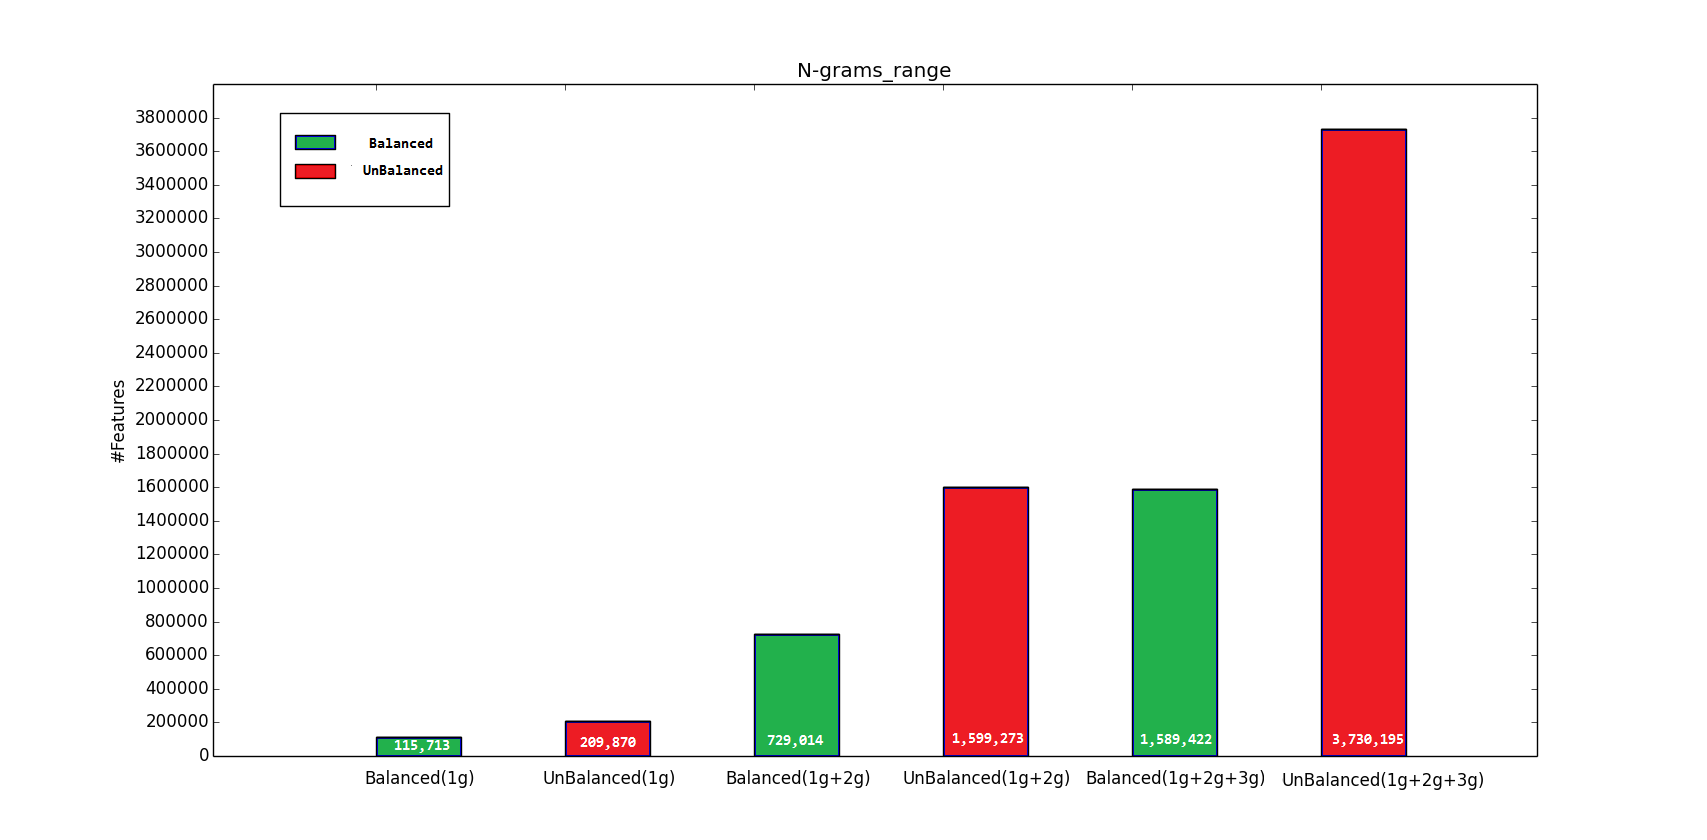 N-grams_range
Balanced
UnBalanced
#Features
3800000
3600000
3400000
3200000
3000000
2800000
2600000
2400000
2200000
2000000
1800000
1600000
1400000
1200000
1000000
800000
600000
400000
200000
0
115,713
209,870
729,014
1,599,273
1,589,422
3,730,195
Balanced(1g)
UnBalanced(1g)
Balanced(1g+2g)
UnBalanced(1g+2g)
Balanced(1g+2g+3g)
UnBalanced(1g+2g+3g)